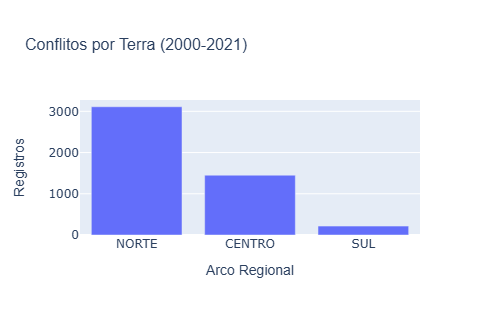 Conflitos por Terra (2000-2021)
Registros
3000
2000
1000
0
NORTE CENTRO SUL
Arco Regional